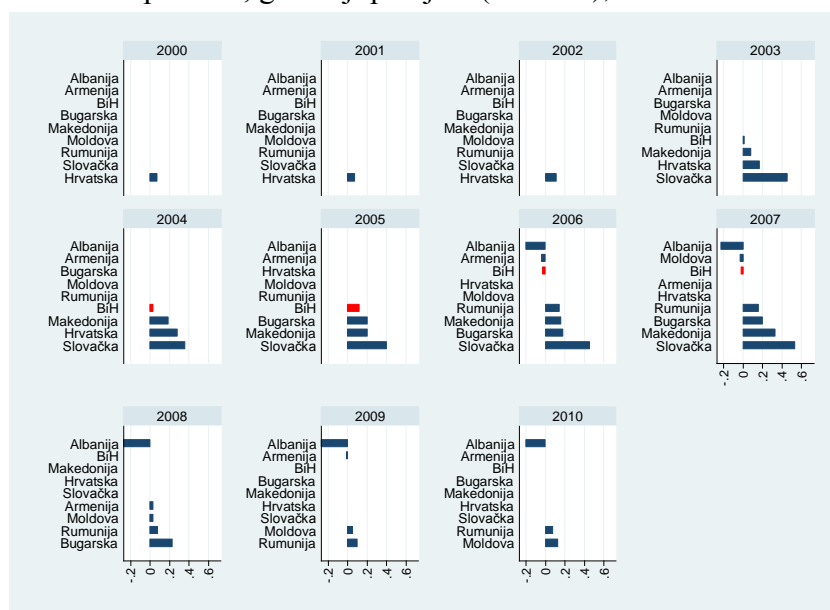 2000
Albanija
Armenija
BiH
Bugarska
Makedonija
Moldova
Rumunija
Slovačka
Hrvatska
2001
Albanija
Armenija
BiH
Bugarska
Makedonija
Moldova
Rumunija
Slovačka
Hrvatska
2002
Albanija
Armenija
BiH
Bugarska
Makedonija
Moldova
Rumunija
Slovačka
Hrvatska
2003
Albanija
Armenija
Bugarska
Moldova
Rumunija
BiH
Makedonija
Hrvatska
Slovačka
2004
Albanija
Armenija
Bugarska
Moldova
Rumunija
BiH
Makedonija
Hrvatska
Slovačka
2005
Albanija
Armenija
Hrvatska
Moldova
Rumunija
BiH
Bugarska
Makedonija
Slovačka
2006
Albanija
Armenija
BiH
Hrvatska
Moldova
Rumunija
Makedonija
Bugarska
Slovačka
2007
Albanija
Moldova
BiH
Armenija
Hrvatska
Rumunija
Bugarska
Makedonija
Slovačka
-.2 0 .2 .4 .6
2008
Albanija
BiH
Makedonija
Hrvatska
Slovačka
Armenija
Moldova
Rumunija
Bugarska
-.2 0 .2 .4 .6
2009
Albanija
Armenija
BiH
Bugarska
Makedonija
Hrvatska
Slovačka
Moldova
Rumunija
-.2 0 .2 .4 .6
2010
Albanija
Armenija
BiH
Bugarska
Makedonija
Hrvatska
Slovačka
Rumunija
Moldova
-.2 0 .2 .4 .6